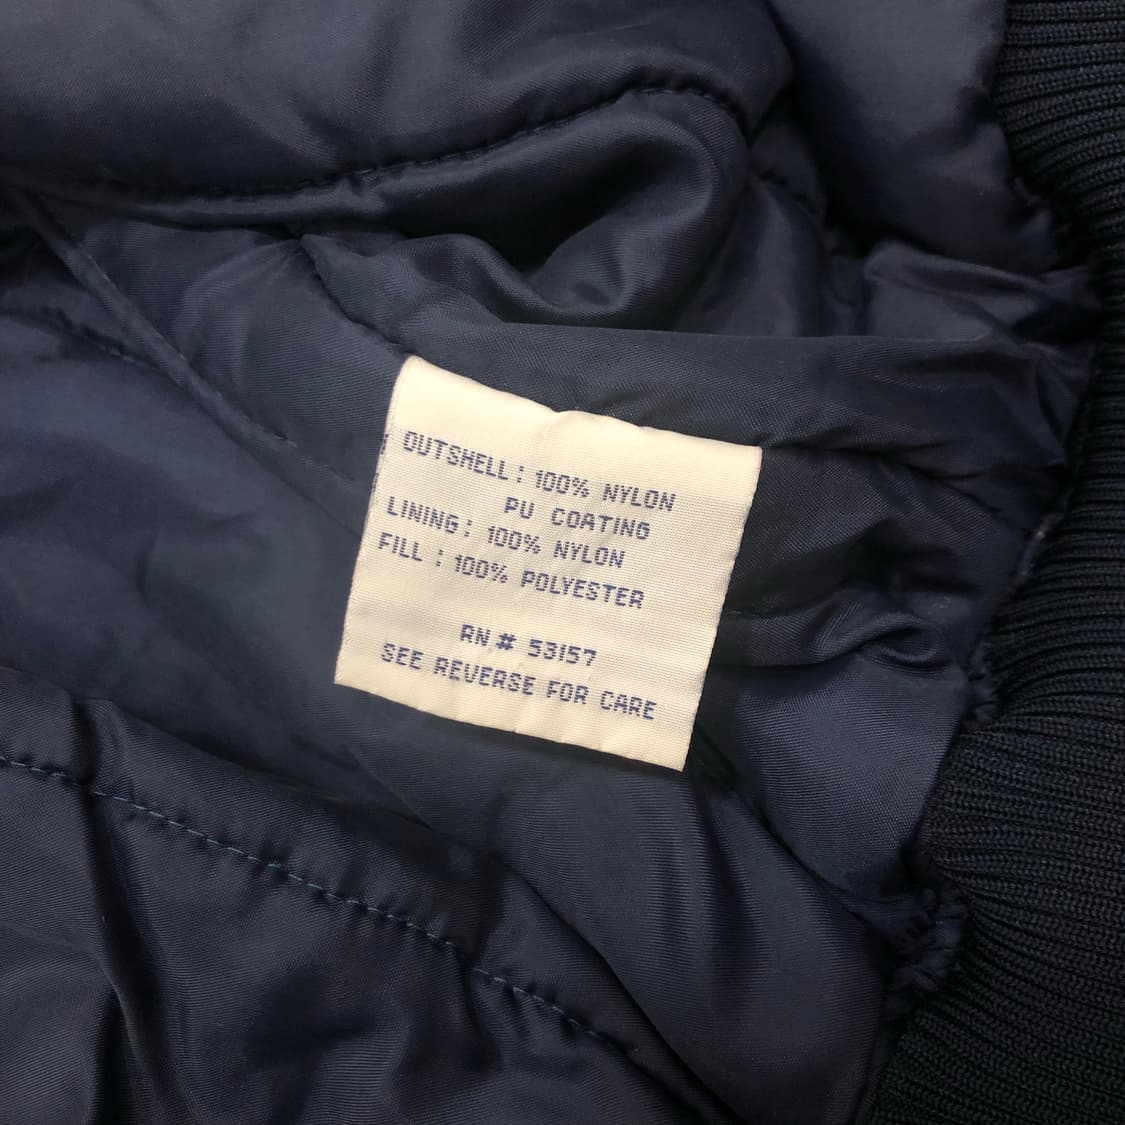 OUTSHELL : 100% NYLON
PU COATING
LINING : 100% NYLON
FILL : 100% POLYESTER
RN # 53157
SEE REVERSE FOR CARE